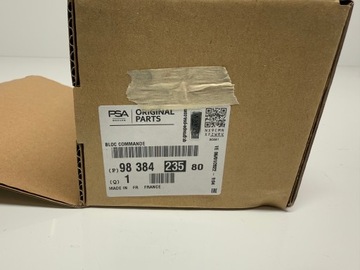 PSA
ORIGINAL
PARTS
BLOC COMMANDE
(P) 98 384 235 80
(Q) 1
MADE IN FR FRANCE